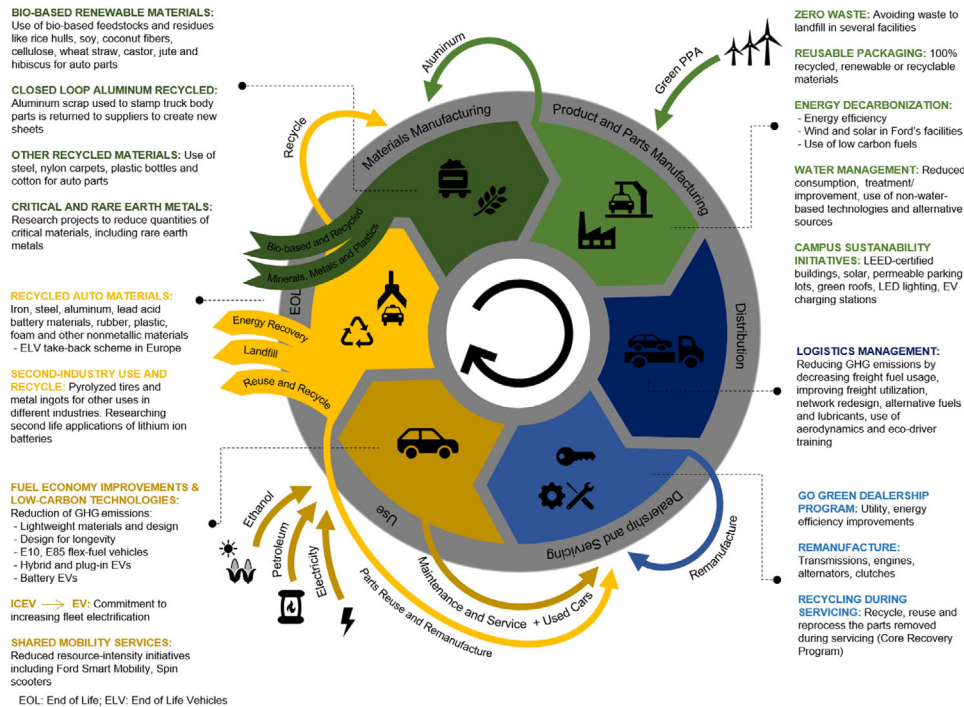 BIO-BASED RENEWABLE MATERIALS:
Use of bio-based feedstocks and residues
like rice hulls, soy, coconut fibers,
cellulose, wheat straw, castor, jute and
hibiscus for auto parts
CLOSED LOOP ALUMINUM RECYCLED:
Aluminum scrap used to stamp truck body
parts is returned to suppliers to create new
sheets
OTHER RECYCLED MATERIALS: Use of
steel, nylon carpets, plastic bottles and
cotton for auto parts
CRITICAL AND RARE EARTH METALS:
Research projects to reduce quantities of
critical materials, including rare earth
metals
RECYCLED AUTO MATERIALS:
Iron, steel, aluminum, lead acid
battery materials, rubber, plastic,
foam and other nonmetallic materials
- ELV take-back scheme in Europe
SECOND-INDUSTRY USE AND
RECYCLE: Pyrolyzed tires and
metal ingots for other uses in
different industries. Researching
second life applications of lithium ion
batteries
FUEL ECONOMY IMPROVEMENTS &
LOW-CARBON TECHNOLOGIES:
Reduction of GHG emissions:
- Lightweight materials and design
- Design for longevity
- E10, E85 flex-fuel vehicles
- Hybrid and plug-in EVs
- Battery EVs
ICEV → EV: Commitment to
increasing fleet electrification
SHARED MOBILITY SERVICES:
Reduced resource-intensity initiatives
including Ford Smart Mobility, Spin
scooters
EOL: End of Life; ELV: End of Life Vehicles
Aluminum
Green PPA
Recycle
Materials Manufacturing
Product and Parts Manufacturing
Distribution
Dealership and Servicing
Use
EOL
Bio-based and Recycled
Minerals, Metals and Plastics
Energy Recovery
Landfill
Reuse and Recycle
Ethanol
Petroleum
Electricity
Parts Reuse and Remanufacture
Maintenance and Service + Used Cars
Remanufacture
ZERO WASTE: Avoiding waste to
landfill in several facilities
REUSABLE PACKAGING: 100%
recycled, renewable or recyclable
materials
ENERGY DECARBONIZATION:
- Energy efficiency
- Wind and solar in Ford's facilities
- Use of low carbon fuels
WATER MANAGEMENT: Reduced
consumption, treatment/
improvement, use of non-water-
based technologies and alternative
sources
CAMPUS SUSTANABILITY
INITIATIVES: LEED-certified
buildings, solar, permeable parking
lots, green roofs, LED lighting, EV
charging stations
LOGISTICS MANAGEMENT:
Reducing GHG emissions by
decreasing freight fuel usage,
improving freight utilization,
network redesign, alternative fuels
and lubricants, use of
aerodynamics and eco-driver
training
GO GREEN DEALERSHIP
PROGRAM: Utility, energy
efficiency improvements
REMANUFACTURE:
Transmissions, engines,
alternators, clutches
RECYCLING DURING
SERVICING: Recycle, reuse and
reprocess the parts removed
during servicing (Core Recovery
Program)